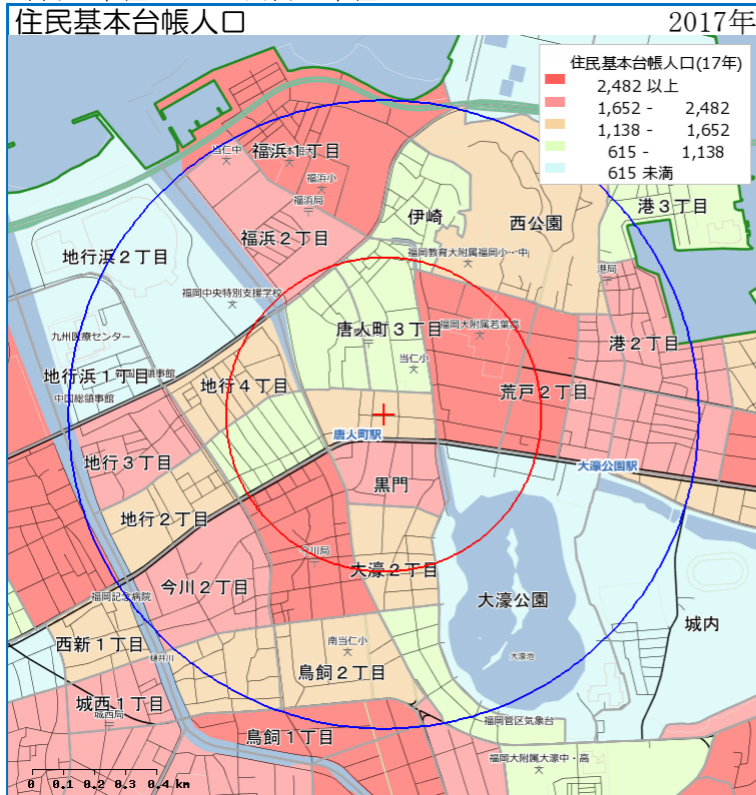 住民基本台帳人口
2017年
住民基本台帳人口(17年)
2,482 以上
1,652 - 2,482
1,138 - 1,652
615 - 1,138
615 未満
福浜1丁目
当仁中
福浜小
福浜局
伊崎
西公園
港3丁目
福浜2丁目
地行浜2丁目
福岡教育大附属福岡小・中
港局
福岡中央特別支援学校
唐人町3丁目
福岡大附属若葉高
九州医療センター
港2丁目
当仁小
地行浜1丁目
中国総領事館
地行4丁目
荒戸2丁目
唐人町駅
大濠公園駅
地行3丁目
黒門
地行2丁目
今川局
大濠2丁目
今川2丁目
大濠公園
福岡記念病院
城内
西新1丁目
樋井川
南当仁小
大濠池
鳥飼2丁目
城西1丁目
城西局
福岡管区気象台
鳥飼1丁目
福岡大附属大濠中・高
0 0.1 0.2 0.3 0.4 km